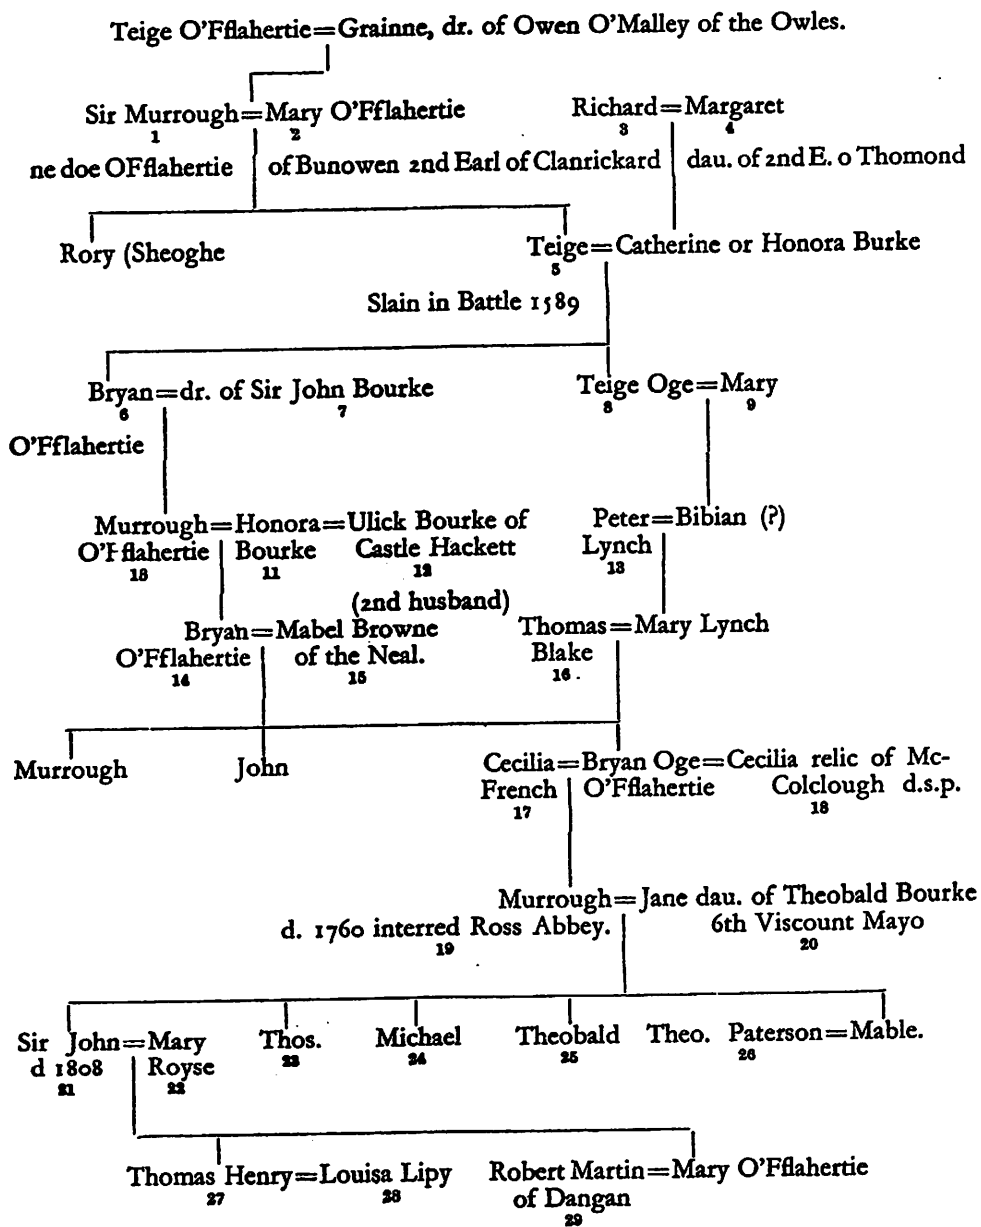 Teige O'Fflahertie=Grainne, dr. of Owen O'Malley of the Owles.
Sir Murrough=Mary O'Fflahertie Richard=Margaret
1 2 3 4
ne doe OFflahertie of Bunowen 2nd Earl of Clanrickard dau. of 2nd E. o Thomond
Rory (Sheoghe Teige=Catherine or Honora Burke
5
Slain in Battle 1589
Bryan=dr. of Sir John Bourke Teige Oge=Mary
6 7 8 9
O'Fflahertie
Murrough=Honora=Ulick Bourke of Peter=Bibian (?)
O'Fflahertie Bourke Castle Hackett Lynch
18 11 12 13
(2nd husband)
Bryan=Mabel Browne Thomas=Mary Lynch
O'Fflahertie of the Neal. Blake
14 15 16.
Murrough John Cecilia=Bryan Oge=Cecilia relic of Mc-
French O'Fflahertie Colclough d.s.p.
17 18
Murrough=Jane dau. of Theobald Bourke
d. 1760 interred Ross Abbey. 6th Viscount Mayo
19 20
Sir John=Mary Thos. Michael Theobald Theo. Paterson=Mable.
23 24 25 26
d 1808 Royse
21 22
Thomas Henry=Louisa Lipy Robert Martin=Mary O'Fflahertie
27 28 of Dangan
29